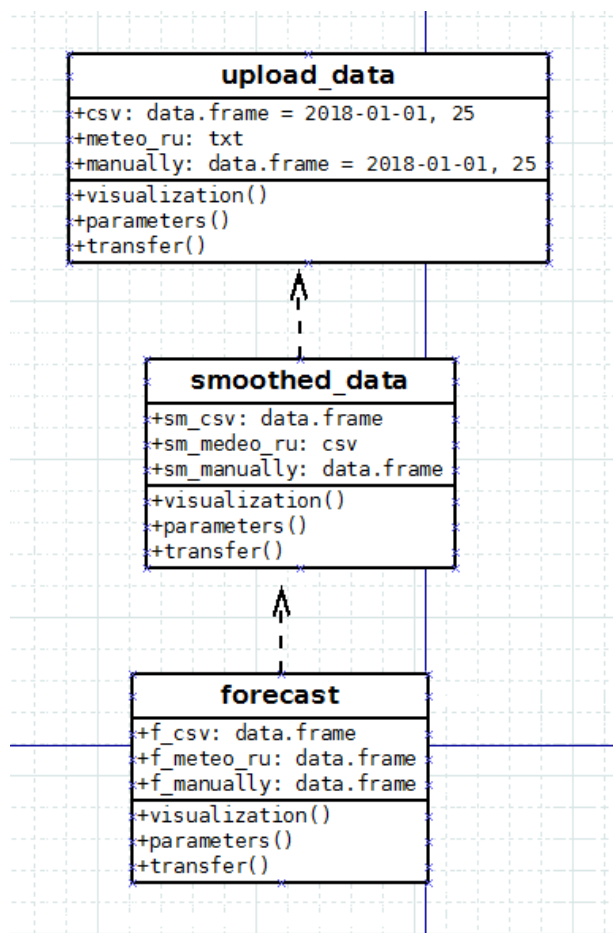 upload_data
+csv: data.frame = 2018-01-01, 25
+meteo_ru: txt
+manually: data.frame = 2018-01-01, 25
+visualization()
+parameters()
+transfer()
smoothed_data
+sm_csv: data.frame
+sm_medeo_ru: csv
+sm_manually: data.frame
+visualization()
+parameters()
+transfer()
forecast
+f_csv: data.frame
+f_meteo_ru: data.frame
+f_manually: data.frame
+visualization()
+parameters()
+transfer()